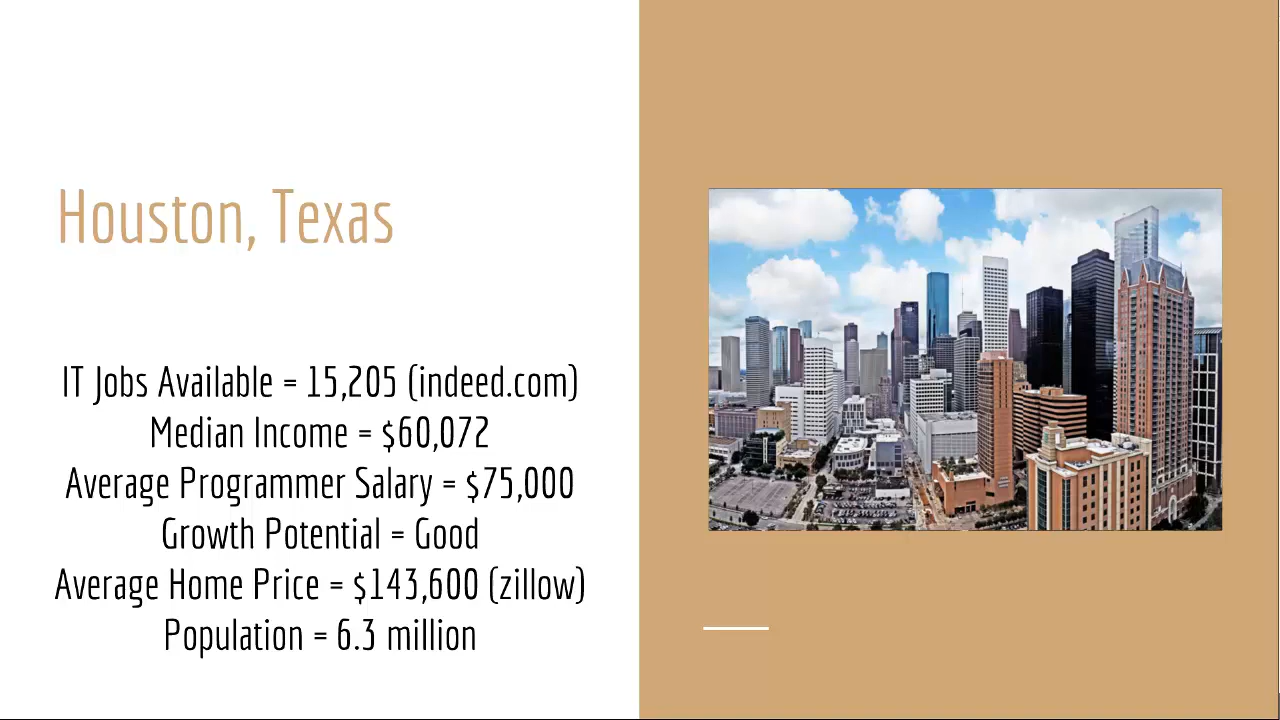 Houston, Texas
IT Jobs Available = 15,205 (indeed.com)
Median Income = $60,072
Average Programmer Salary = $75,000
Growth Potential = Good
Average Home Price = $143,600 (zillow)
Population = 6.3 million